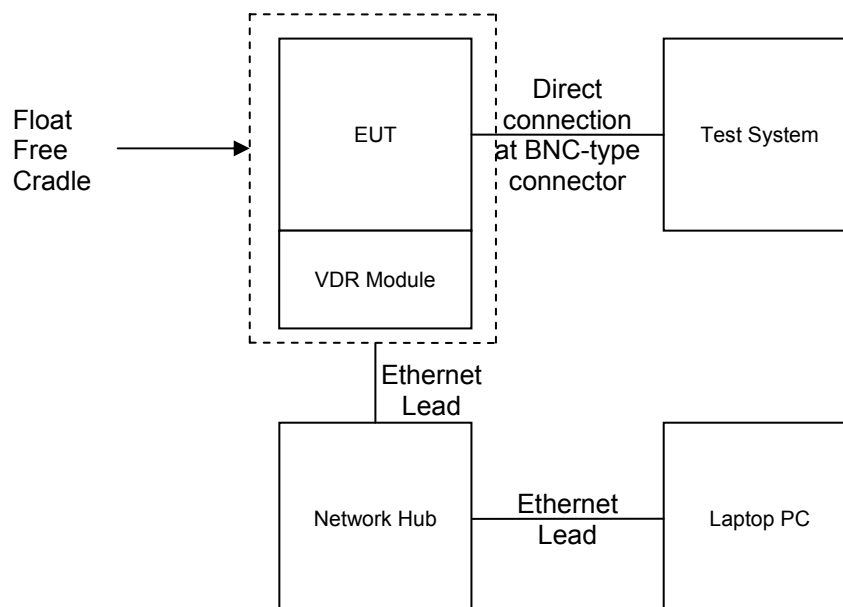 Float
Free
Cradle
EUT
Direct
connection
at BNC-type
connector
Test System
VDR Module
Ethernet
Lead
Network Hub
Ethernet
Lead
Laptop PC